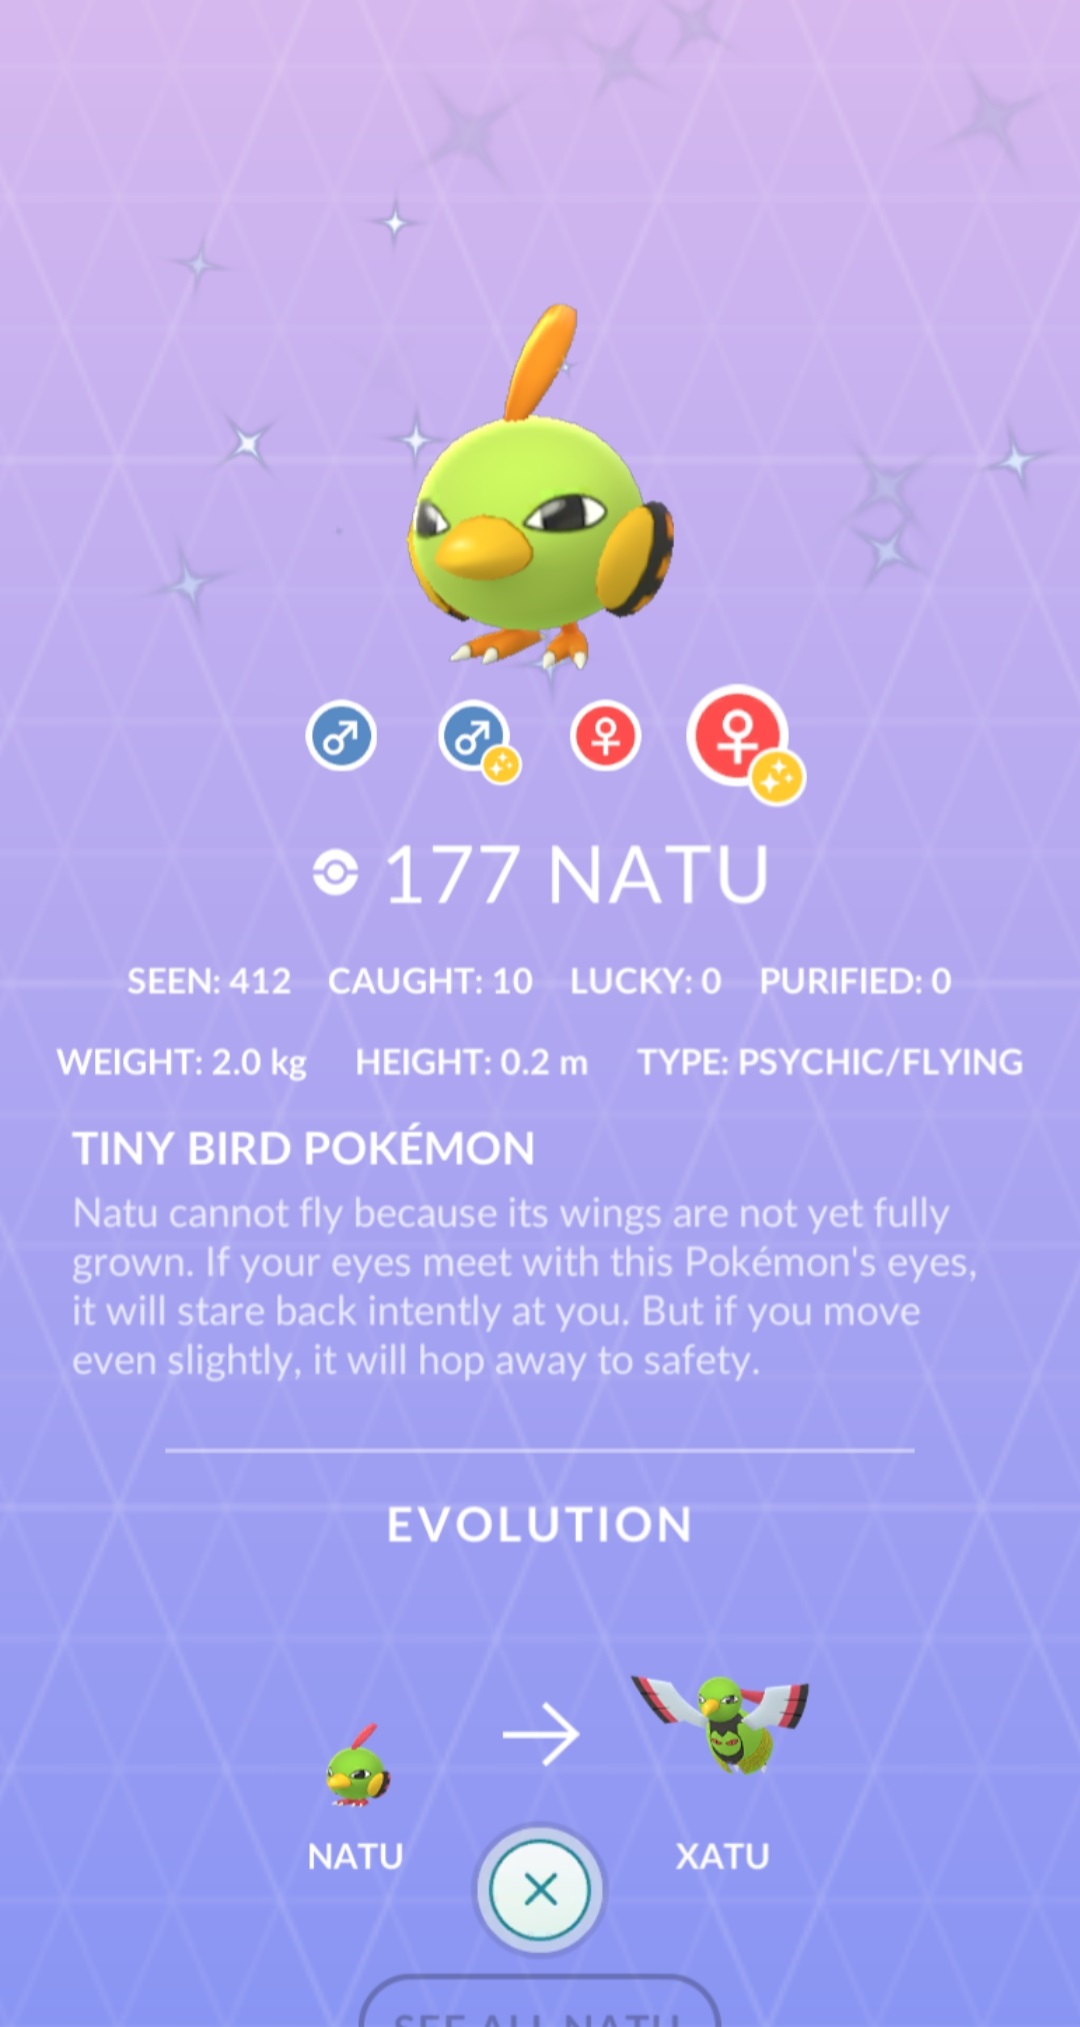 177 NATU
SEEN: 412 CAUGHT: 10 LUCKY: 0 PURIFIED: 0
WEIGHT: 2.0 kg HEIGHT: 0.2 m TYPE: PSYCHIC/FLYING
TINY BIRD POKÉMON
Natu cannot fly because its wings are not yet fully
grown. If your eyes meet with this Pokémon's eyes,
it will stare back intently at you. But if you move
even slightly, it will hop away to safety.
EVOLUTION
NATU XATU
SEE ALL NATU